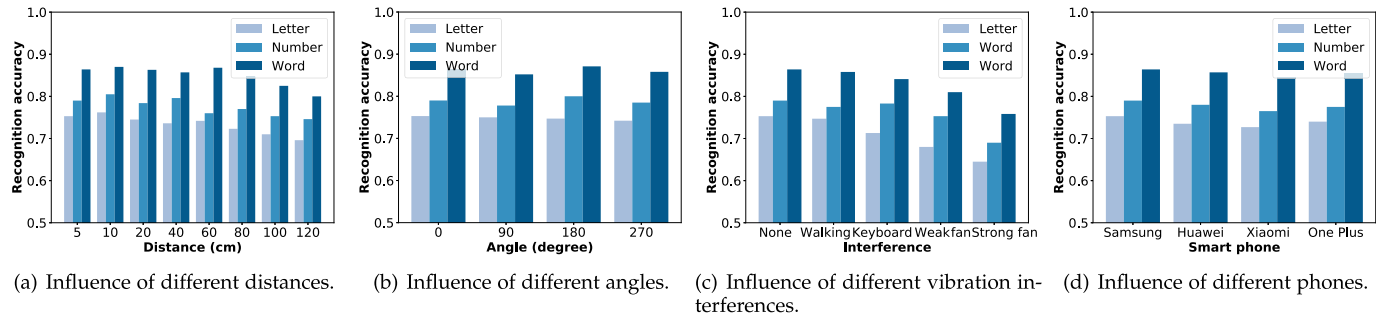 1.0
0.9
0.8
0.7
0.6
0.5
Recognition accuracy
Letter
Number
Word
5 10 20 40 60 80 100 120
Distance (cm)
(a) Influence of different distances.
1.0
0.9
0.8
0.7
0.6
0.5
Recognition accuracy
Letter
Number
Word
0 90 180 270
Angle (degree)
(b) Influence of different angles.
1.0
0.9
0.8
0.7
0.6
0.5
Recognition accuracy
Letter
Word
Word
None Walking Keyboard Weakfan Strong fan
Interference
(c) Influence of different vibration in-
terferences.
1.0
0.9
0.8
0.7
0.6
0.5
Recognition accuracy
Letter
Number
Word
Samsung Huawei Xiaomi One Plus
Smart phone
(d) Influence of different phones.